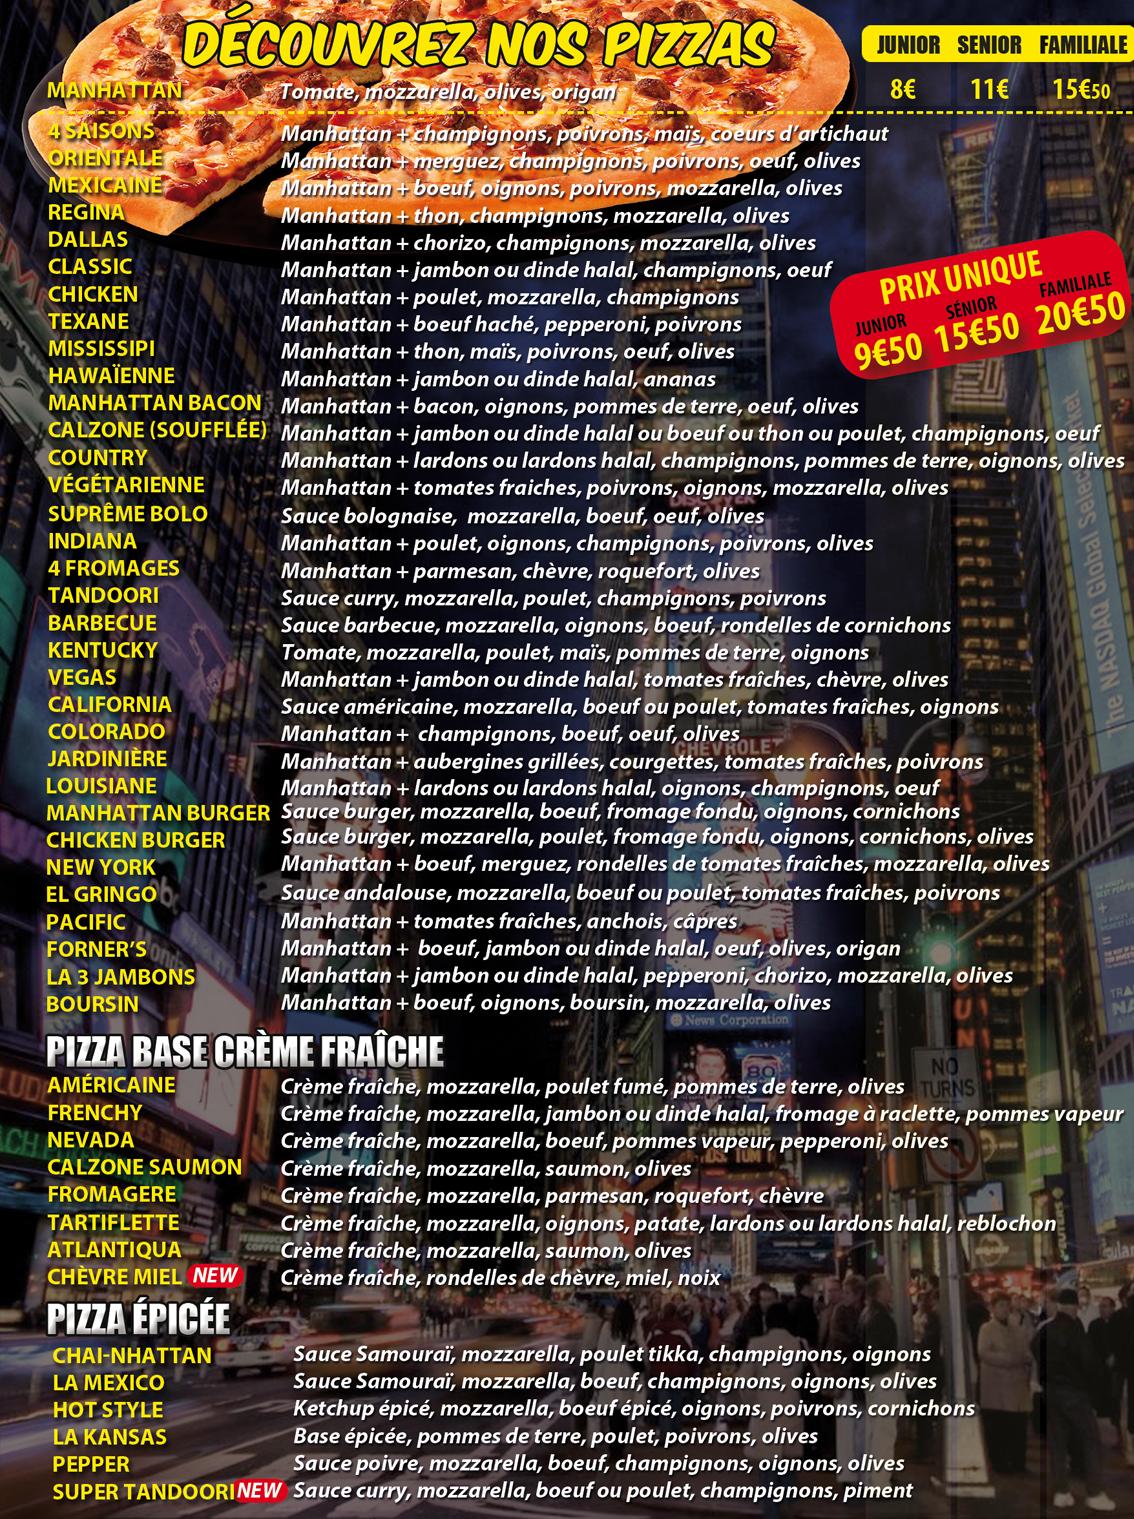 DÉCOUVREZ NOS PIZZAS
JUNIOR SENIOR FAMILIALE
MANHATTAN Tomate, mozzarella, olives, origan 8€ 11€ 15€50
4 SAISONS Manhattan + champignons, poivrons, maïs, coeurs d'artichaut
ORIENTALE Manhattan + merguez, champignons, poivrons, oeuf, olives
MEXICAINE Manhattan + boeuf, oignons, poivrons, mozzarella, olives
REGINA Manhattan + thon, champignons, mozzarella, olives
DALLAS Manhattan + chorizo, champignons, mozzarella, olives
CLASSIC Manhattan + jambon ou dinde halal, champignons, oeuf
CHICKEN Manhattan + poulet, mozzarella, champignons
TEXANE Manhattan + boeuf haché, pepperoni, poivrons
MISSISSIPI Manhattan + thon, maïs, poivrons, oeuf, olives
HAWAÏENNE Manhattan + jambon ou dinde halal, ananas
PRIX UNIQUE
JUNIOR SÉNIOR FAMILIALE
9€50 15€50 20€50
MANHATTAN BACON Manhattan + bacon, oignons, pommes de terre, oeuf, olives
CALZONE (SOUFFLÉE) Manhattan + jambon ou dinde halal ou boeuf ou thon ou poulet, champignons, oeuf
COUNTRY Manhattan + lardons ou lardons halal, champignons, pommes de terre, oignons, olives
VÉGÉTARIENNE Manhattan + tomates fraiches, poivrons, oignons, mozzarella, olives
SUPRÊME BOLO Sauce bolognaise, mozzarella, boeuf, oeuf, olives
INDIANA Manhattan + poulet, oignons, champignons, poivrons, olives
4 FROMAGES Manhattan + parmesan, chèvre, roquefort, olives
TANDOORI Sauce curry, mozzarella, poulet, champignons, poivrons
BARBECUE Sauce barbecue, mozzarella, oignons, boeuf, rondelles de cornichons
KENTUCKY Tomate, mozzarella, poulet, maïs, pommes de terre, oignons
VEGAS Manhattan + jambon ou dinde halal, tomates fraîches, chèvre, olives
CALIFORNIA Sauce américaine, mozzarella, boeuf ou poulet, tomates fraîches, oignons
COLORADO Manhattan + champignons, boeuf, oeuf, olives
JARDINIÈRE Manhattan + aubergines grillées, courgettes, tomates fraîches, poivrons
LOUISIANE Manhattan + lardons ou lardons halal, oignons, champignons, oeuf
MANHATTAN BURGER Sauce burger, mozzarella, boeuf, fromage fondu, oignons, cornichons
CHICKEN BURGER Sauce burger, mozzarella, poulet, fromage fondu, oignons, cornichons, olives
NEW YORK Manhattan + boeuf, merguez, rondelles de tomates fraîches, mozzarella, olives
EL GRINGO Sauce andalouse, mozzarella, boeuf ou poulet, tomates fraîches, poivrons
PACIFIC Manhattan + tomates fraîches, anchois, câpres
FORNER'S Manhattan + boeuf, jambon ou dinde halal, oeuf, olives, origan
LA 3 JAMBONS Manhattan + jambon ou dinde halal, pepperoni, chorizo, mozzarella, olives
BOURSIN Manhattan + boeuf, oignons, boursin, mozzarella, olives
The NASDAQ Global Select Market
CHEVROLET
News Corporation
NO
TURNS
PIZZA BASE CRÈME FRAÎCHE
AMÉRICAINE Crème fraîche, mozzarella, poulet fumé, pommes de terre, olives
FRENCHY Crème fraîche, mozzarella, jambon ou dinde halal, fromage à raclette, pommes vapeur
NEVADA Crème fraîche, mozzarella, boeuf, pommes vapeur, pepperoni, olives
CALZONE SAUMON Crème fraîche, mozzarella, saumon, olives
FROMAGERE Crème fraîche, mozzarella, parmesan, roquefort, chèvre
TARTIFLETTE Crème fraîche, mozzarella, oignons, patate, lardons ou lardons halal, reblochon
ATLANTIQUA Crème fraîche, mozzarella, saumon, olives
CHÈVRE MIEL NEW Crème fraîche, rondelles de chèvre, miel, noix
PIZZA ÉPICÉE
CHAI-NHATTAN Sauce Samouraï, mozzarella, poulet tikka, champignons, oignons
LA MEXICO Sauce Samouraï, mozzarella, boeuf, champignons, oignons, olives
HOT STYLE Ketchup épicé, mozzarella, boeuf épicé, oignons, poivrons, cornichons
LA KANSAS Base épicée, pommes de terre, poulet, poivrons, olives
PEPPER Sauce poivre, mozzarella, boeuf, champignons, oignons, olives
SUPER TANDOORI NEW Sauce curry, mozzarella, boeuf ou poulet, champignons, piment